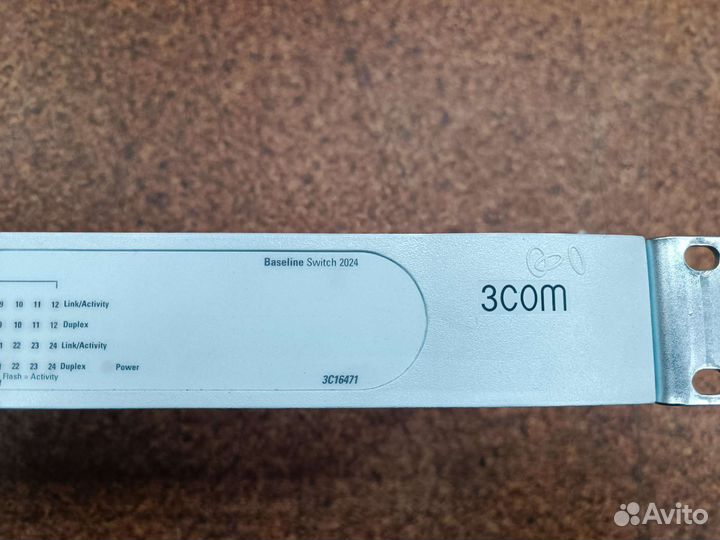 Baseline Switch 2024
3COM
9 10 11 12 Link/Activity
9 10 11 12 Duplex
21 22 23 24 Link/Activity
22 23 24 Duplex Power
Flash = Activity
3C16471
Avito